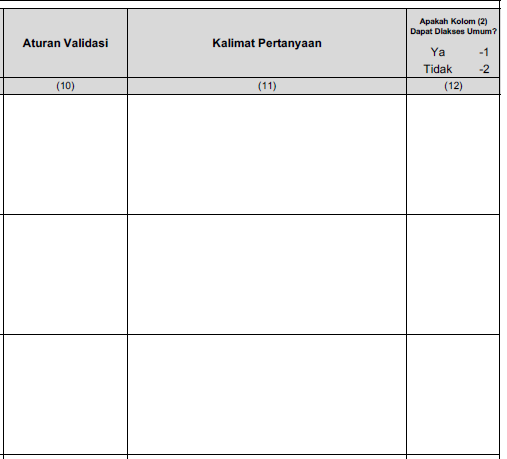 Aturan Validasi
Kalimat Pertanyaan
Apakah Kolom (2)
Dapat DIakses Umum?
Ya -1
Tidak -2
(10)
(11)
(12)